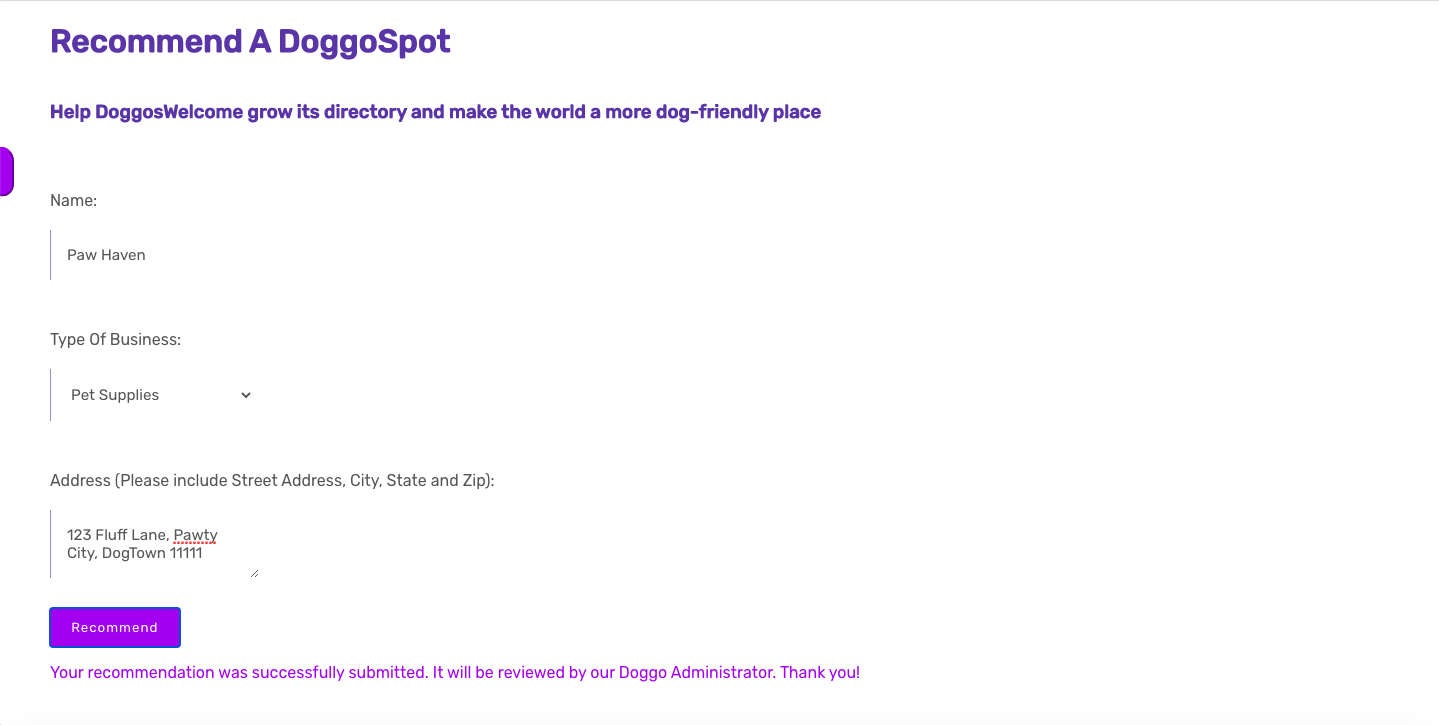 Recommend A DoggoSpot
Help DoggosWelcome grow its directory and make the world a more dog-friendly place
Name:
Paw Haven
Type Of Business:
Pet Supplies
Address (Please include Street Address, City, State and Zip):
123 Fluff Lane, Pawty
City, DogTown 11111
Recommend
Your recommendation was successfully submitted. It will be reviewed by our Doggo Administrator. Thank you!